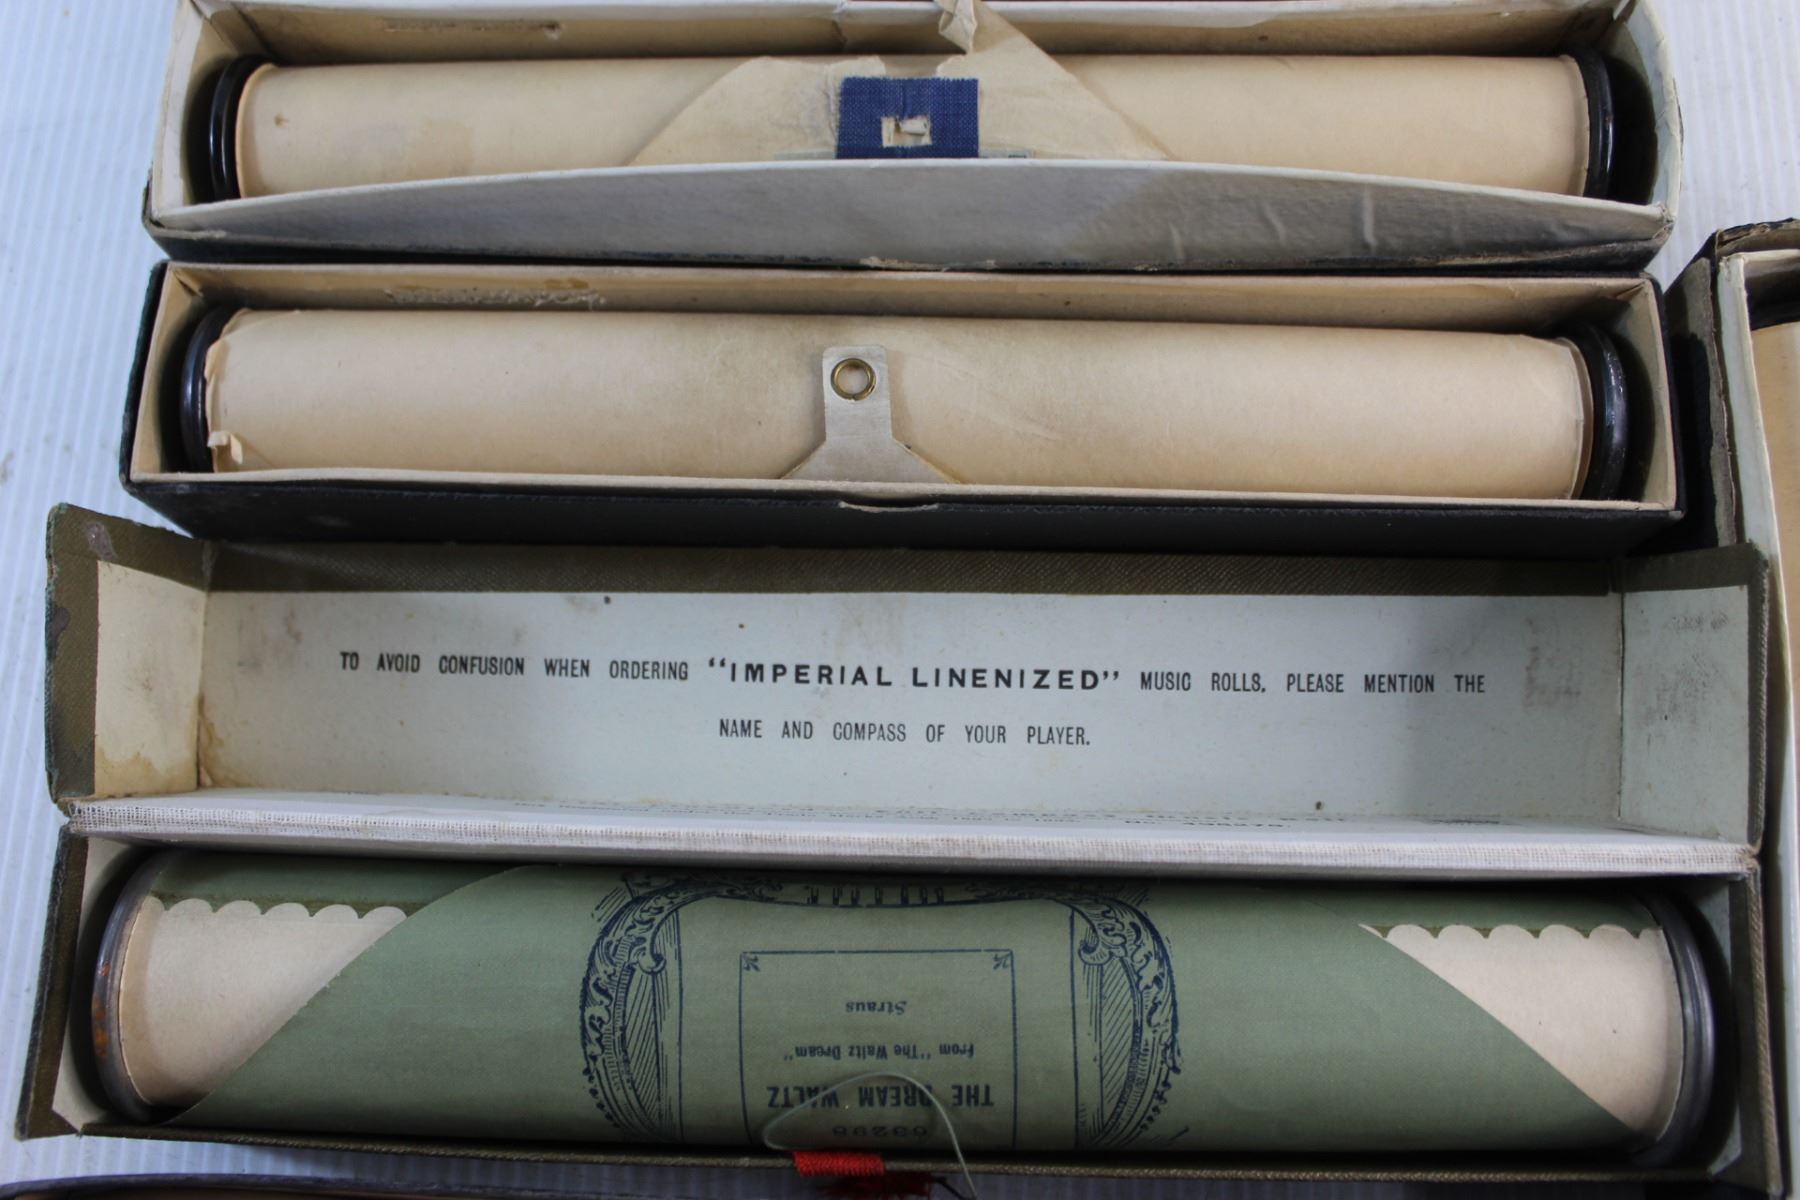 TO AVOID CONFUSION WHEN ORDERING "IMPERIAL LINENIZED" MUSIC ROLLS, PLEASE MENTION THE
NAME AND COMPASS OF YOUR PLAYER.
63298
THE DREAM WALTZ
from "The Waltz Dream"
Straus